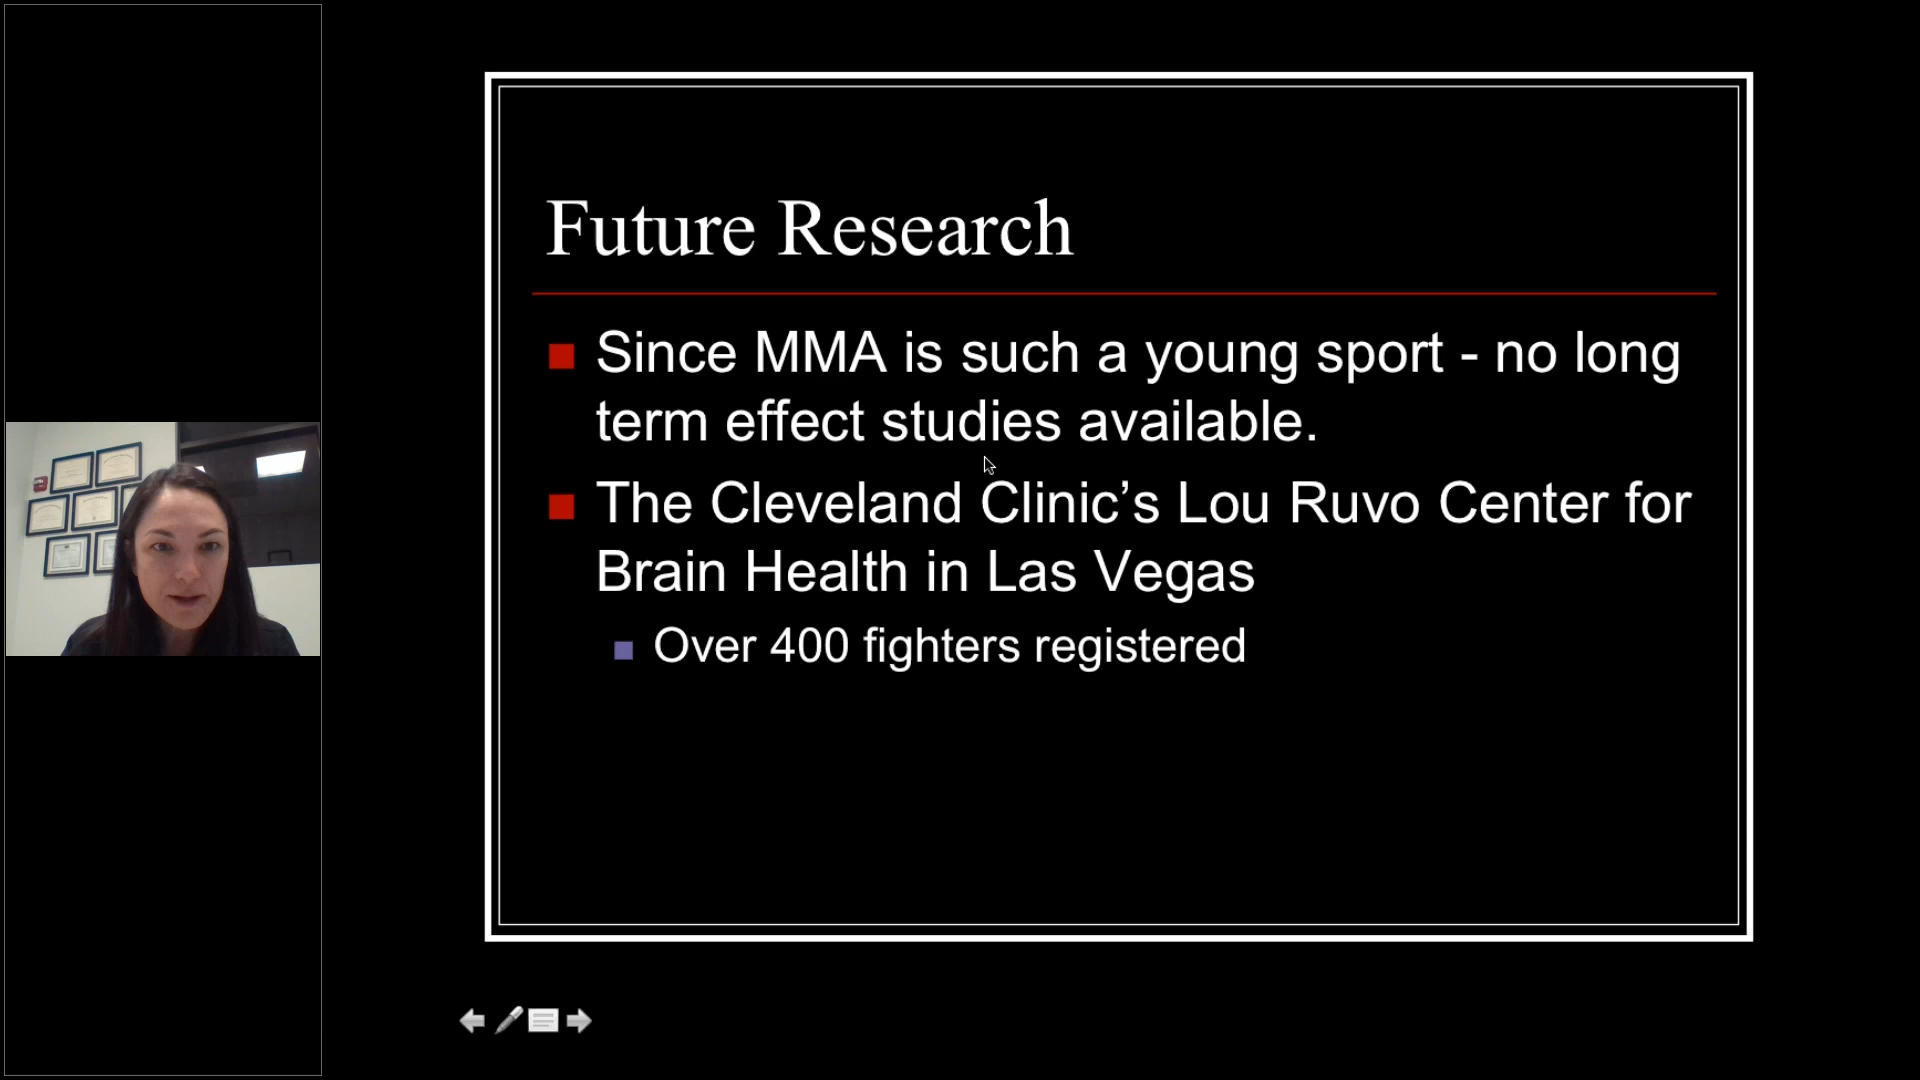 Future Research
Since MMA is such a young sport - no long
term effect studies available.
The Cleveland Clinic’s Lou Ruvo Center for
Brain Health in Las Vegas
Over 400 fighters registered